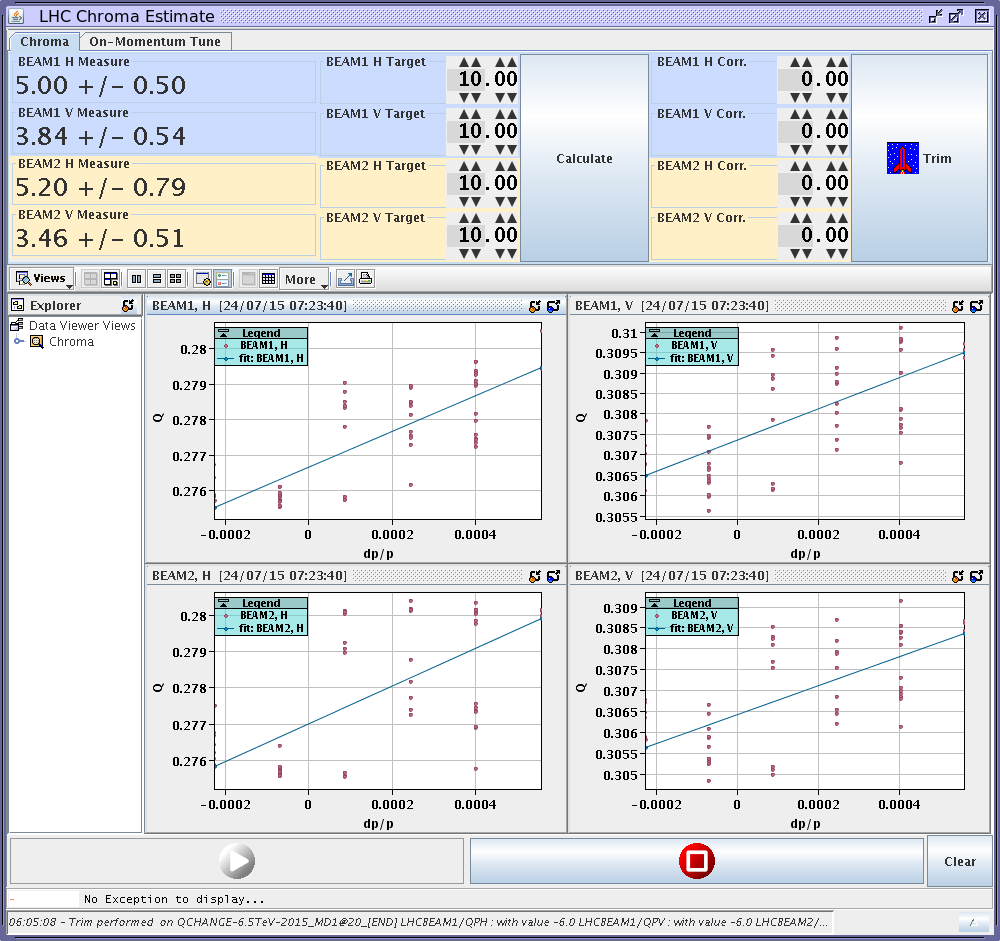 LHC Chroma Estimate
Chroma On-Momentum Tune
BEAM1 H Measure BEAM1 H Target BEAM1 H Corr.
5.00 +/- 0.50 10.00 0.00
BEAM1 V Measure BEAM1 V Target BEAM1 V Corr.
3.84 +/- 0.54 10.00 0.00
Calculate Trim
BEAM2 H Measure BEAM2 H Target BEAM2 H Corr.
5.20 +/- 0.79 10.00 0.00
BEAM2 V Measure BEAM2 V Target BEAM2 V Corr.
3.46 +/- 0.51 10.00 0.00
Views More
Explorer
Data Viewer Views
Chroma
BEAM1, H [24/07/15 07:23:40]
Legend
BEAM1, H
fit: BEAM1, H
Q
0.28
0.279
0.278
0.277
0.276
-0.0002 0 0.0002 0.0004
dp/p
BEAM1, V [24/07/15 07:23:40]
Legend
BEAM1, V
fit: BEAM1, V
Q
0.31
0.3095
0.309
0.3085
0.308
0.3075
0.307
0.3065
0.306
0.3055
-0.0002 0 0.0002 0.0004
dp/p
BEAM2, H [24/07/15 07:23:40]
Legend
BEAM2, H
fit: BEAM2, H
Q
0.28
0.279
0.278
0.277
0.276
-0.0002 0 0.0002 0.0004
dp/p
BEAM2, V [24/07/15 07:23:40]
Legend
BEAM2, V
fit: BEAM2, V
Q
0.309
0.3085
0.308
0.3075
0.307
0.3065
0.306
0.3055
0.305
-0.0002 0 0.0002 0.0004
dp/p
Clear
- No Exception to display...
06:05:08 - Trim performed on QCHANGE-6.5TeV-2015_MD1@20_[END] LHCBEAM1/QPH : with value -6.0 LHCBEAM1/QPV : with value -6.0 LHCBEAM2/... /